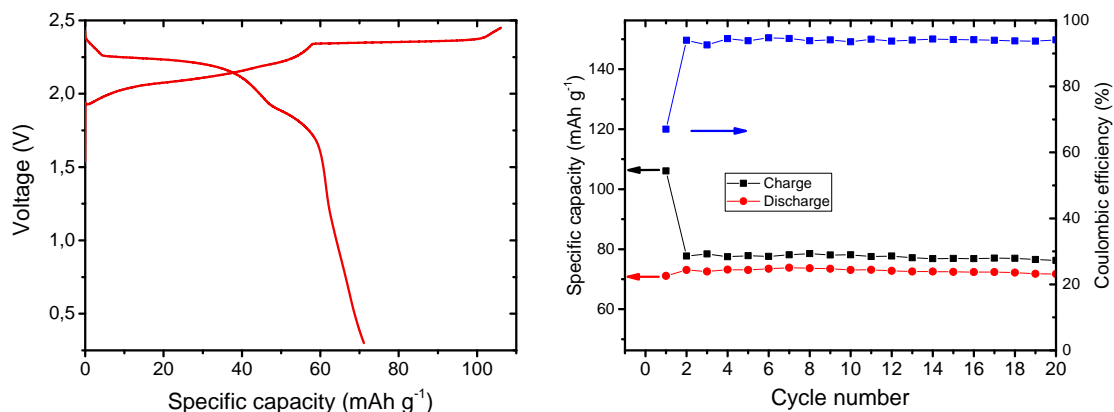 2,5
2,0
1,5
1,0
0,5
Voltage (V)
0
20
40
60
80
100
Specific capacity (mAh g⁻¹)
140
120
100
80
60
Specific capacity (mAh g⁻¹)
100
80
60
40
20
0
Coulombic efficiency (%)
Charge
Discharge
0 2 4 6 8 10 12 14 16 18 20
Cycle number